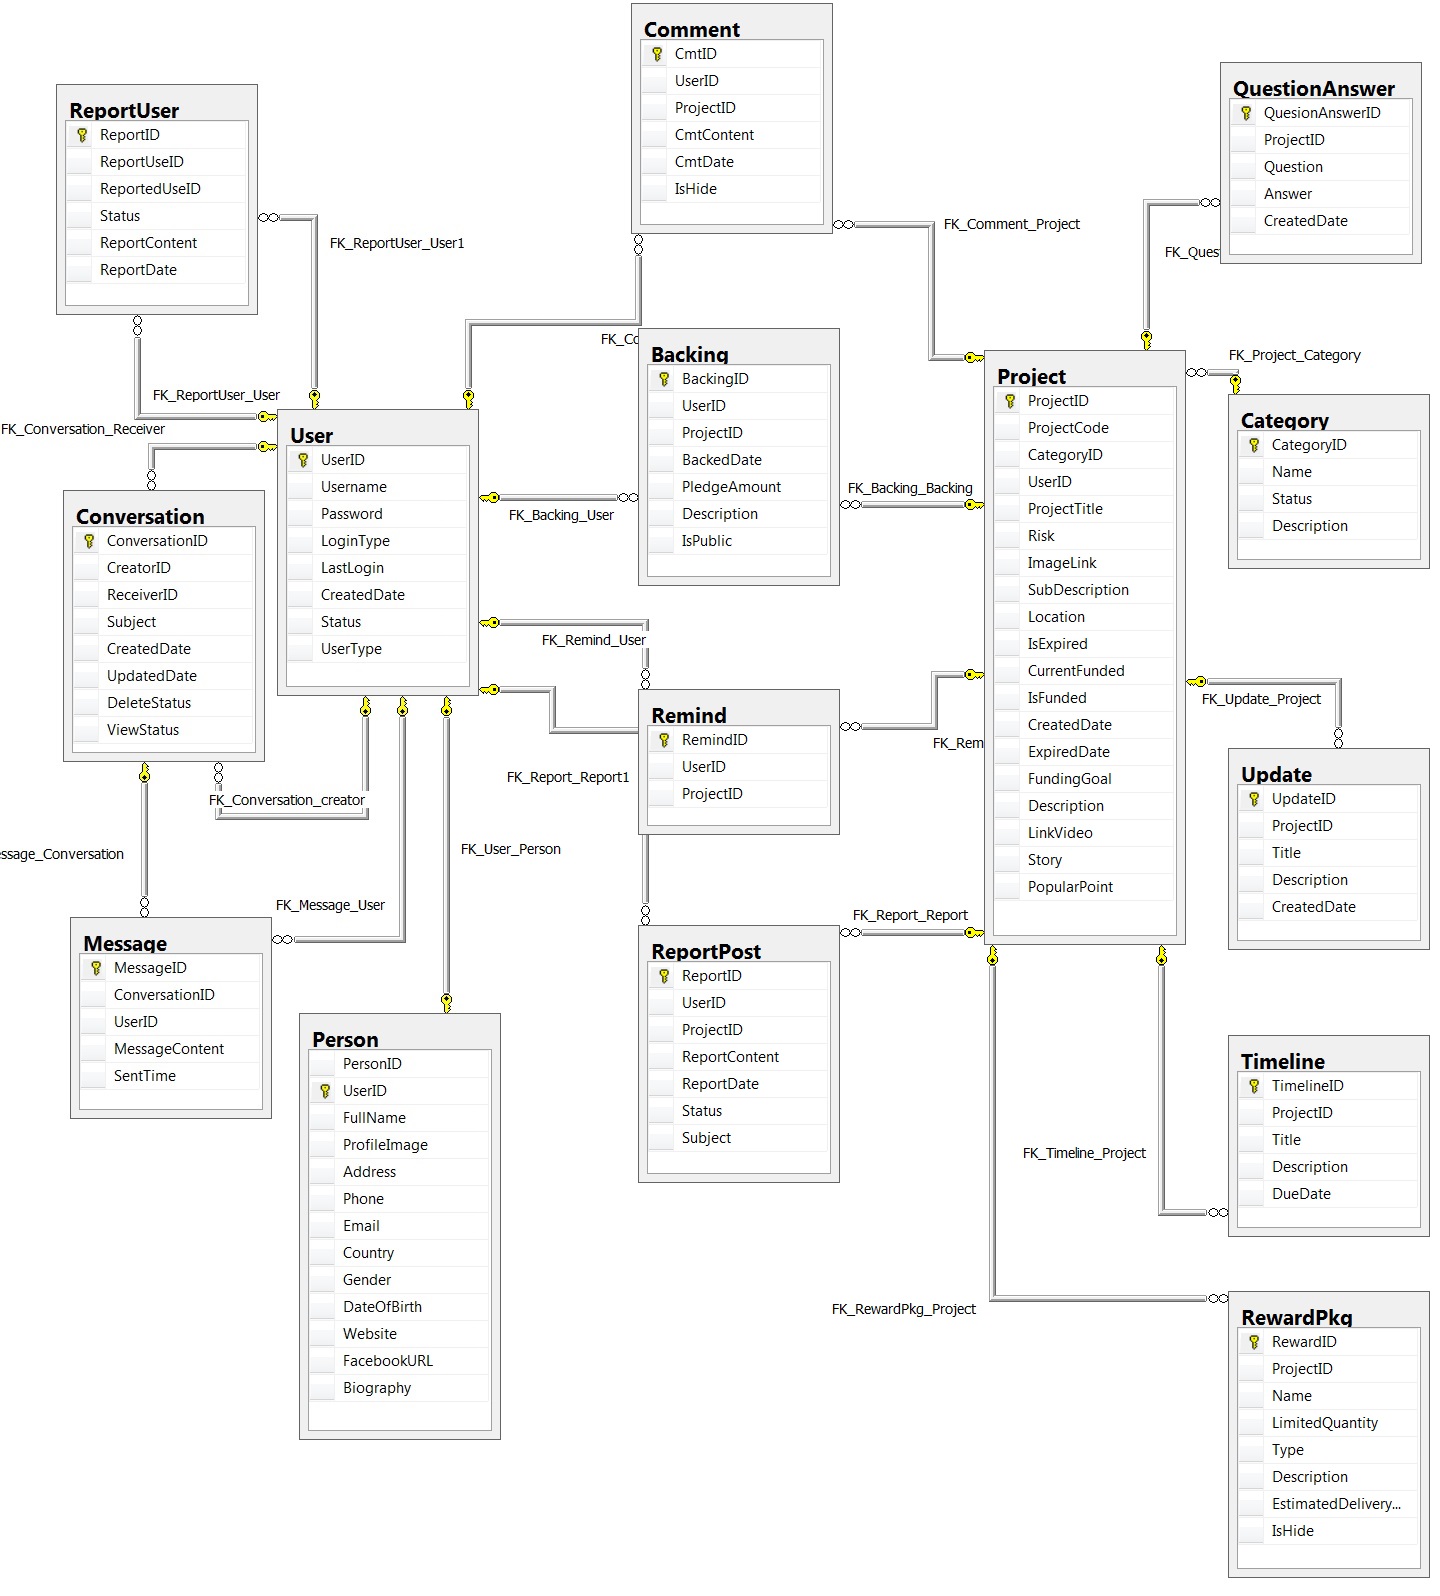 Comment
CmtID
UserID
ProjectID
CmtContent
CmtDate
IsHide
ReportUser
ReportID
ReportUseID
ReportedUseID
Status
ReportContent
ReportDate
QuestionAnswer
QuesionAnswerID
ProjectID
Question
Answer
CreatedDate
FK_ReportUser_User1
FK_Comment_Project
FK_Ques
FK_Co
FK_Project_Category
FK_ReportUser_User
FK_Conversation_Receiver
User
UserID
Username
Password
LoginType
LastLogin
CreatedDate
Status
UserType
Backing
BackingID
UserID
ProjectID
BackedDate
PledgeAmount
Description
IsPublic
Project
ProjectID
ProjectCode
CategoryID
UserID
ProjectTitle
Risk
ImageLink
SubDescription
Location
IsExpired
CurrentFunded
IsFunded
CreatedDate
ExpiredDate
FundingGoal
Description
LinkVideo
Story
PopularPoint
Category
CategoryID
Name
Status
Description
Conversation
ConversationID
CreatorID
ReceiverID
Subject
CreatedDate
UpdatedDate
DeleteStatus
ViewStatus
FK_Backing_User
FK_Backing_Backing
FK_Remind_User
FK_Update_Project
Remind
RemindID
UserID
ProjectID
FK_Rem
FK_Report_Report1
FK_Conversation_creator
Update
UpdateID
ProjectID
Title
Description
CreatedDate
ssage_Conversation
FK_User_Person
FK_Message_User
FK_Report_Report
Message
MessageID
ConversationID
UserID
MessageContent
SentTime
ReportPost
ReportID
UserID
ProjectID
ReportContent
ReportDate
Status
Subject
Person
PersonID
UserID
FullName
ProfileImage
Address
Phone
Email
Country
Gender
DateOfBirth
Website
FacebookURL
Biography
Timeline
TimelineID
ProjectID
Title
Description
DueDate
FK_Timeline_Project
FK_RewardPkg_Project
RewardPkg
RewardID
ProjectID
Name
LimitedQuantity
Type
Description
EstimatedDelivery...
IsHide